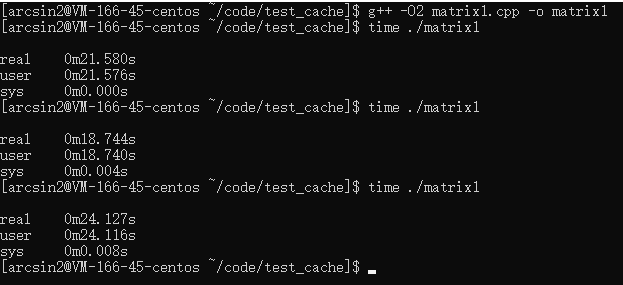 [arcsin2@VM-166-45-centos ~/code/test_cache]$ g++ -O2 matrix1.cpp -o matrix1
[arcsin2@VM-166-45-centos ~/code/test_cache]$ time ./matrix1
real 0m21.580s
user 0m21.576s
sys 0m0.000s
[arcsin2@VM-166-45-centos ~/code/test_cache]$ time ./matrix1
real 0m18.744s
user 0m18.740s
sys 0m0.004s
[arcsin2@VM-166-45-centos ~/code/test_cache]$ time ./matrix1
real 0m24.127s
user 0m24.116s
sys 0m0.008s
[arcsin2@VM-166-45-centos ~/code/test_cache]$